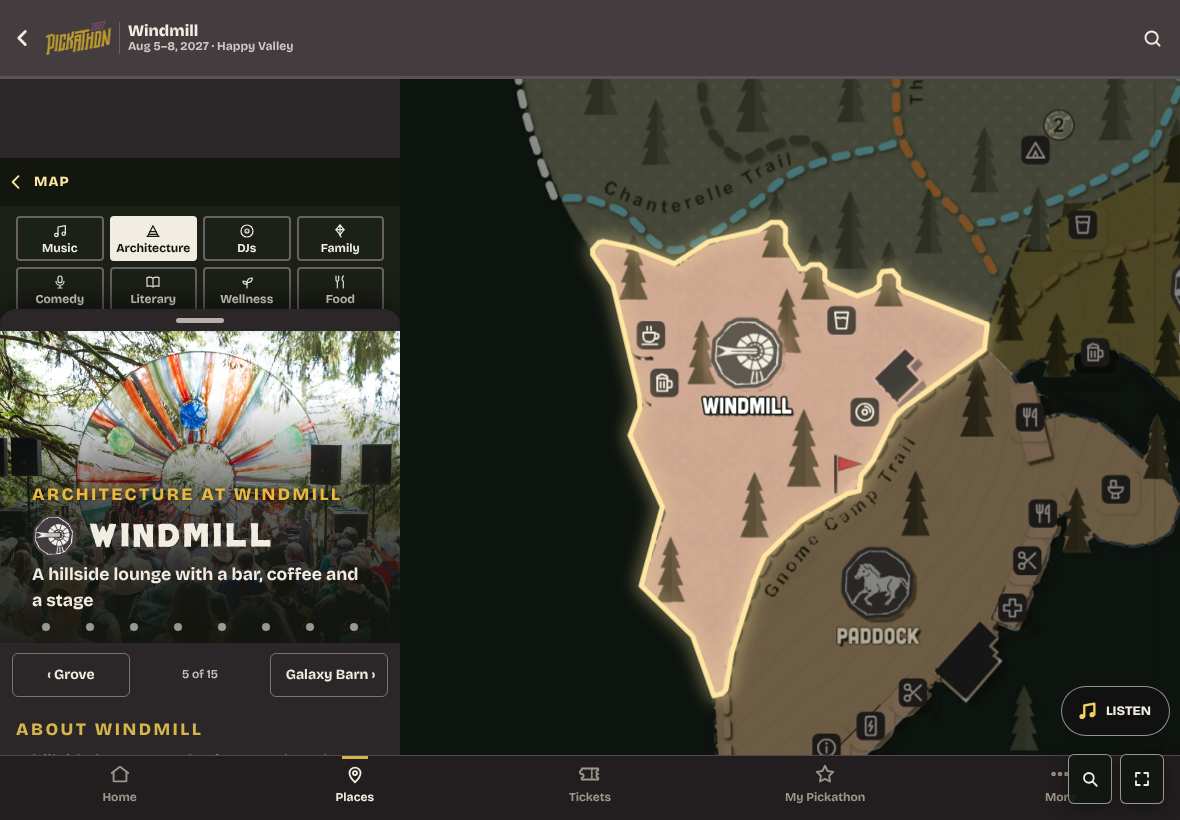 PICKATHON
Windmill
Aug 5–8, 2027 · Happy Valley
MAP
Music
Architecture
DJs
Family
Comedy
Literary
Wellness
Food
ARCHITECTURE AT WINDMILL
WINDMILL
A hillside lounge with a bar, coffee and
a stage
‹ Grove
5 of 15
Galaxy Barn ›
ABOUT WINDMILL
Th
2
Chanterelle Trail
WINDMILL
Gnome Camp Trail
PADDOCK
LISTEN
Home
Places
Tickets
My Pickathon